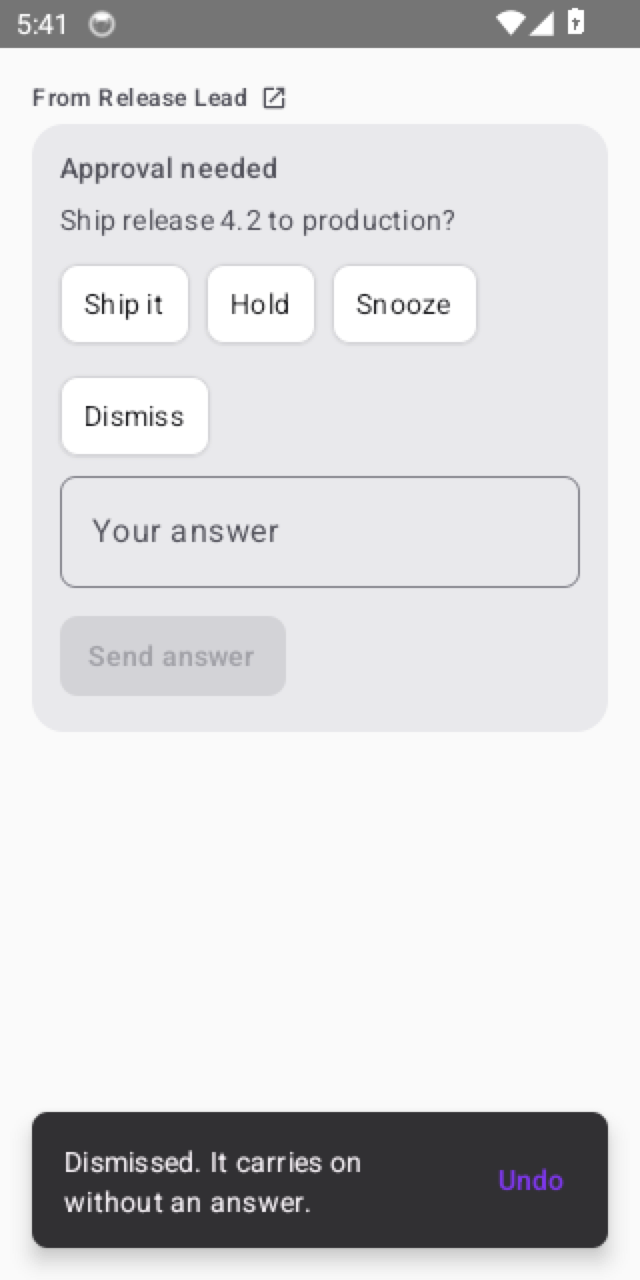 5:41
From Release Lead
Approval needed
Ship release 4.2 to production?
Ship it
Hold
Snooze
Dismiss
Your answer
Send answer
Dismissed. It carries on
without an answer.
Undo